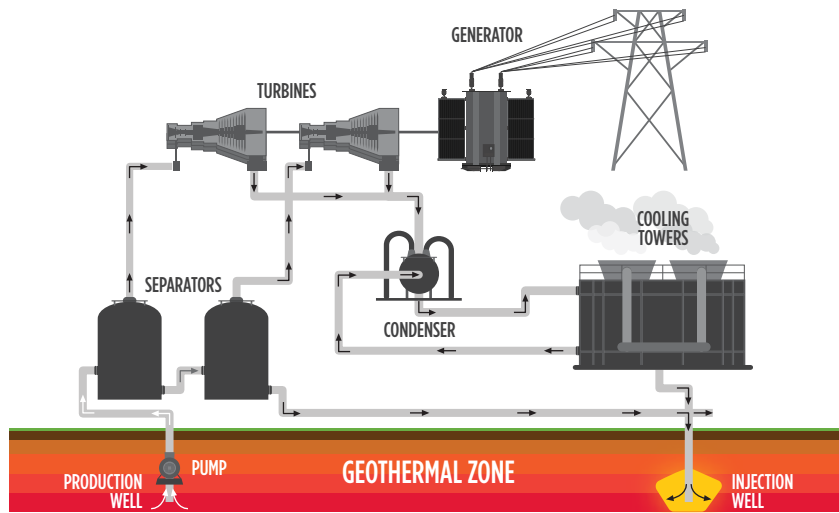 GENERATOR
TURBINES
COOLING
TOWERS
SEPARATORS
CONDENSER
PUMP
PRODUCTION
WELL
GEOTHERMAL ZONE
INJECTION
WELL